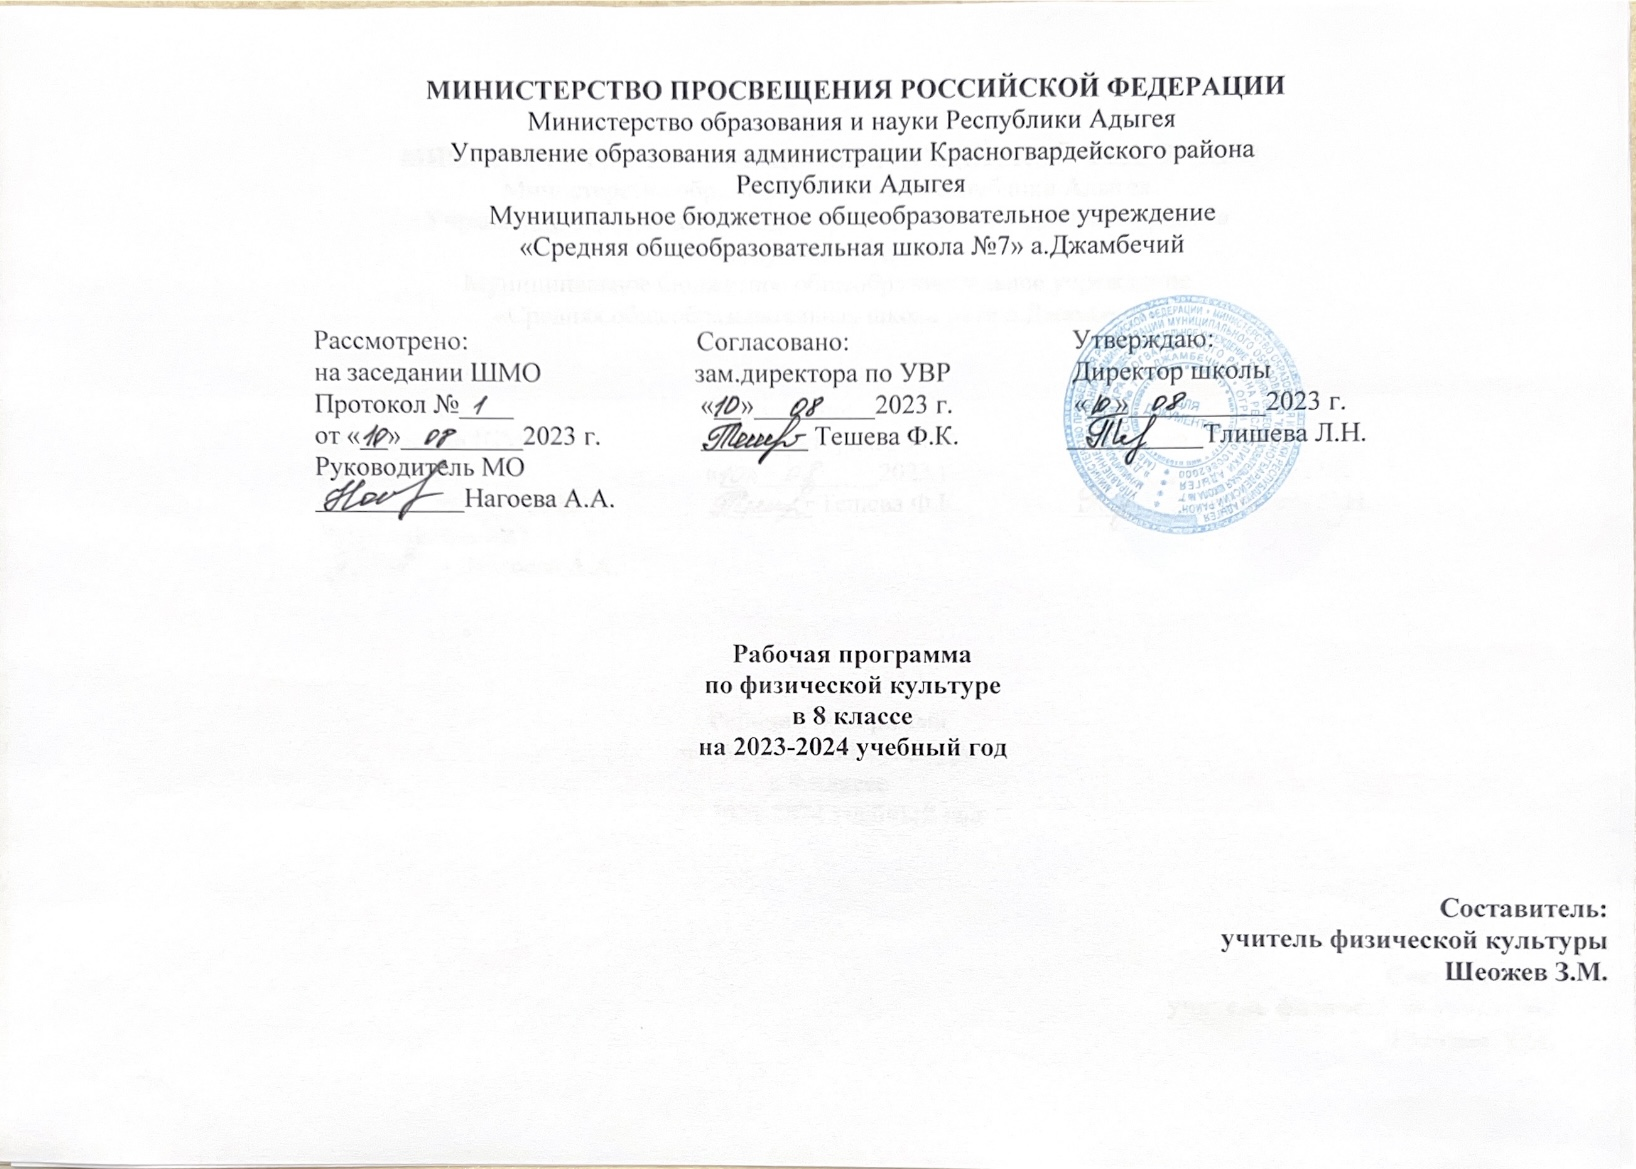 МИНИСТЕРСТВО ПРОСВЕЩЕНИЯ РОССИЙСКОЙ ФЕДЕРАЦИИ
Министерство образования и науки Республики Адыгея
Управление образования администрации Красногвардейского района
Республики Адыгея
Муниципальное бюджетное общеобразовательное учреждение
«Средняя общеобразовательная школа №7» а.Джамбечий
Рассмотрено:
на заседании ШМО
Протокол № 1
от «10» 08 2023 г.
Руководитель МО
Нагоева А.А.
Согласовано:
зам.директора по УВР
«10» 08 2023 г.
Тешева Ф.К.
Утверждаю:
Директор школы
«10» 08 2023 г.
Тлишева Л.Н.
Рабочая программа
по физической культуре
в 8 классе
на 2023-2024 учебный год
Составитель:
учитель физической культуры
Шеожев З.М.